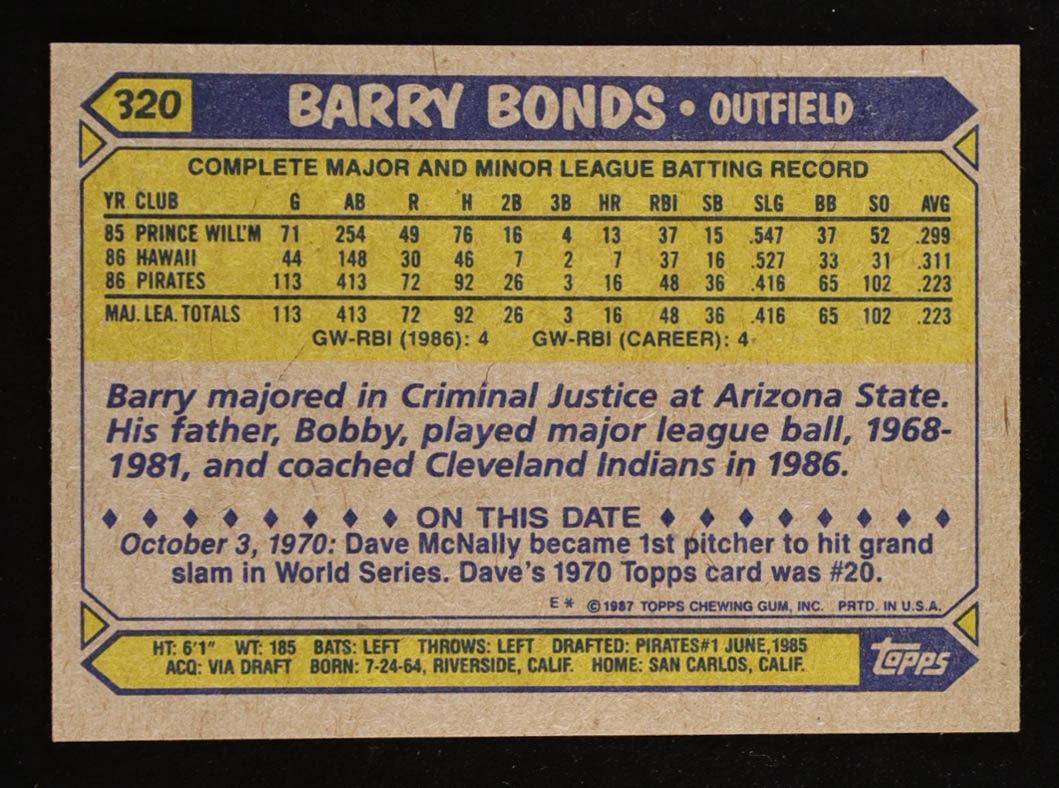 320 BARRY BONDS • OUTFIELD
COMPLETE MAJOR AND MINOR LEAGUE BATTING RECORD
YR CLUB G AB R H 2B 3B HR RBI SB SLG BB SO AVG
85 PRINCE WILL'M 71 254 49 76 16 4 13 37 15 .547 37 52 .299
86 HAWAII 44 148 30 46 7 2 7 37 16 .527 33 31 .311
86 PIRATES 113 413 72 92 26 3 16 48 36 .416 65 102 .223
MAJ. LEA. TOTALS 113 413 72 92 26 3 16 48 36 .416 65 102 .223
GW-RBI (1986): 4 GW-RBI (CAREER): 4
Barry majored in Criminal Justice at Arizona State.
His father, Bobby, played major league ball, 1968-
1981, and coached Cleveland Indians in 1986.
ON THIS DATE
October 3, 1970: Dave McNally became 1st pitcher to hit grand
slam in World Series. Dave's 1970 Topps card was #20.
E* ©1987 TOPPS CHEWING GUM, INC. PRTD. IN U.S.A.
HT: 6'1" WT: 185 BATS: LEFT THROWS: LEFT DRAFTED: PIRATES#1 JUNE,1985
ACQ: VIA DRAFT BORN: 7-24-64, RIVERSIDE, CALIF. HOME: SAN CARLOS, CALIF.
topps